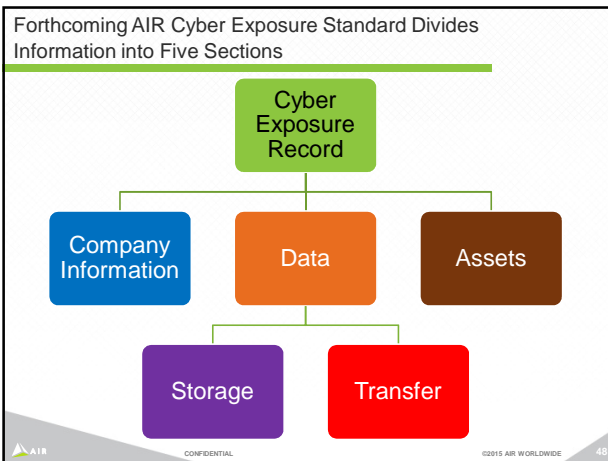 Forthcoming AIR Cyber Exposure Standard Divides
Information into Five Sections
Cyber
Exposure
Record
Company
Information
Data
Assets
Storage
Transfer
AIR
CONFIDENTIAL
©2015 AIR WORLDWIDE
48